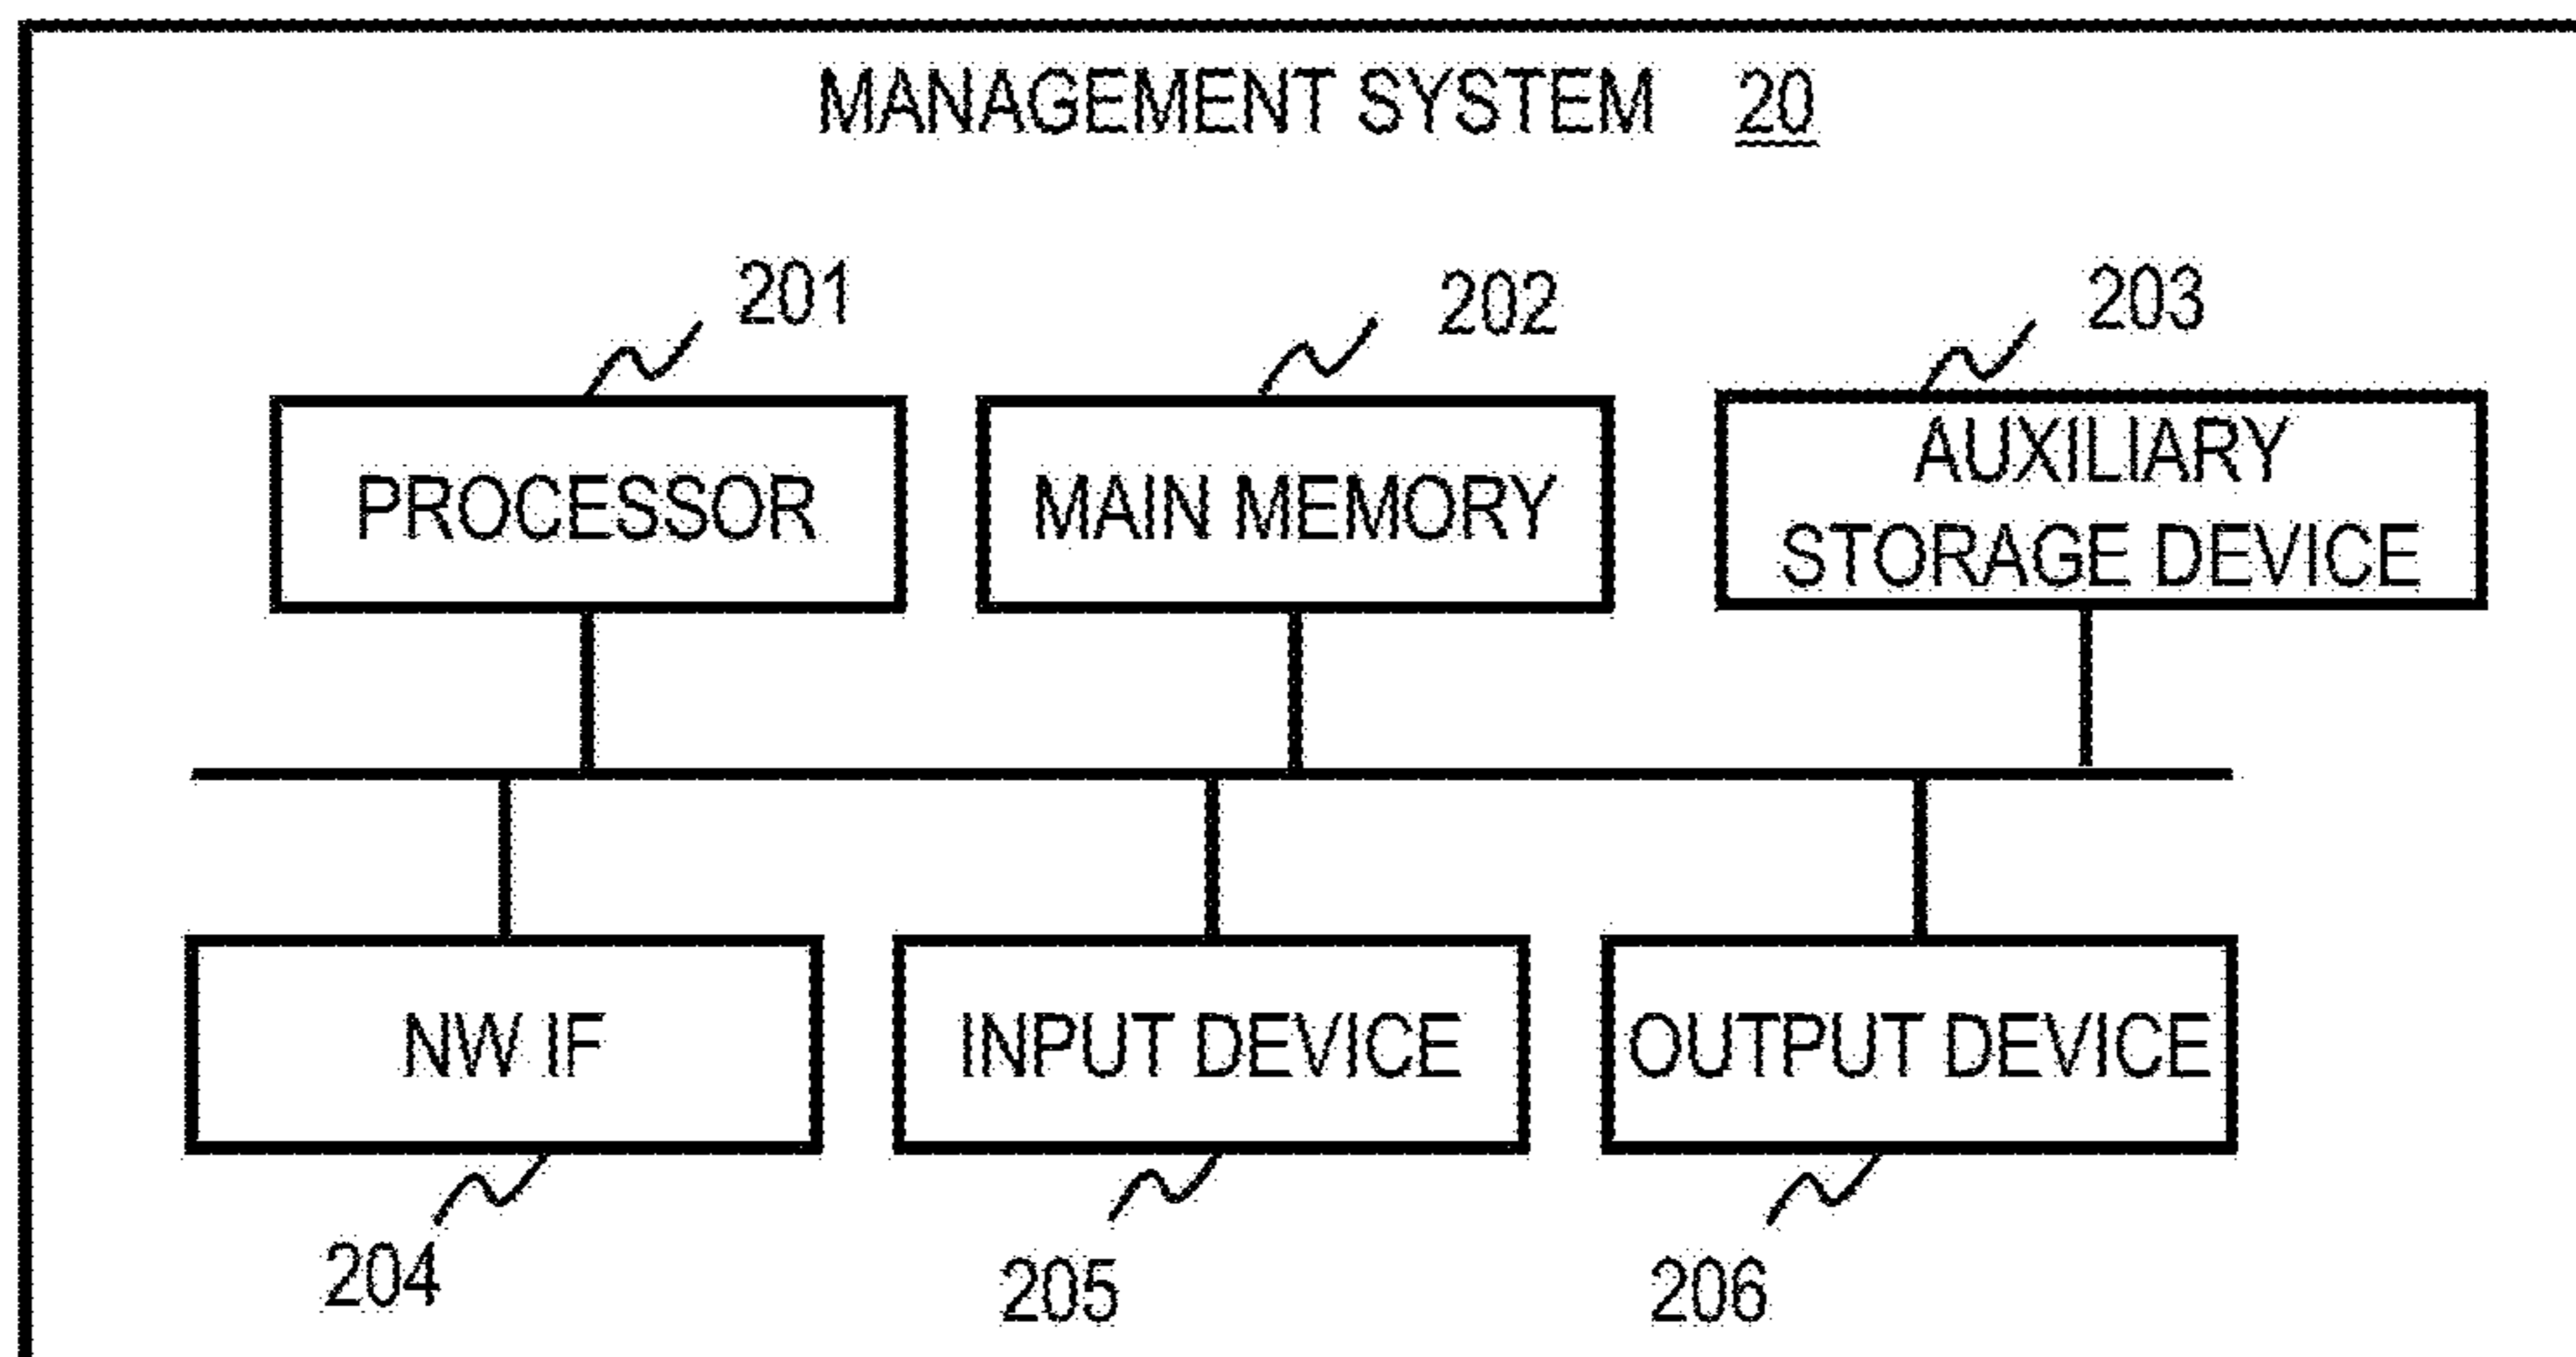 MANAGEMENT SYSTEM 20
201
202
203
PROCESSOR
MAIN MEMORY
AUXILIARY
STORAGE DEVICE
NW IF
INPUT DEVICE
OUTPUT DEVICE
204
205
206